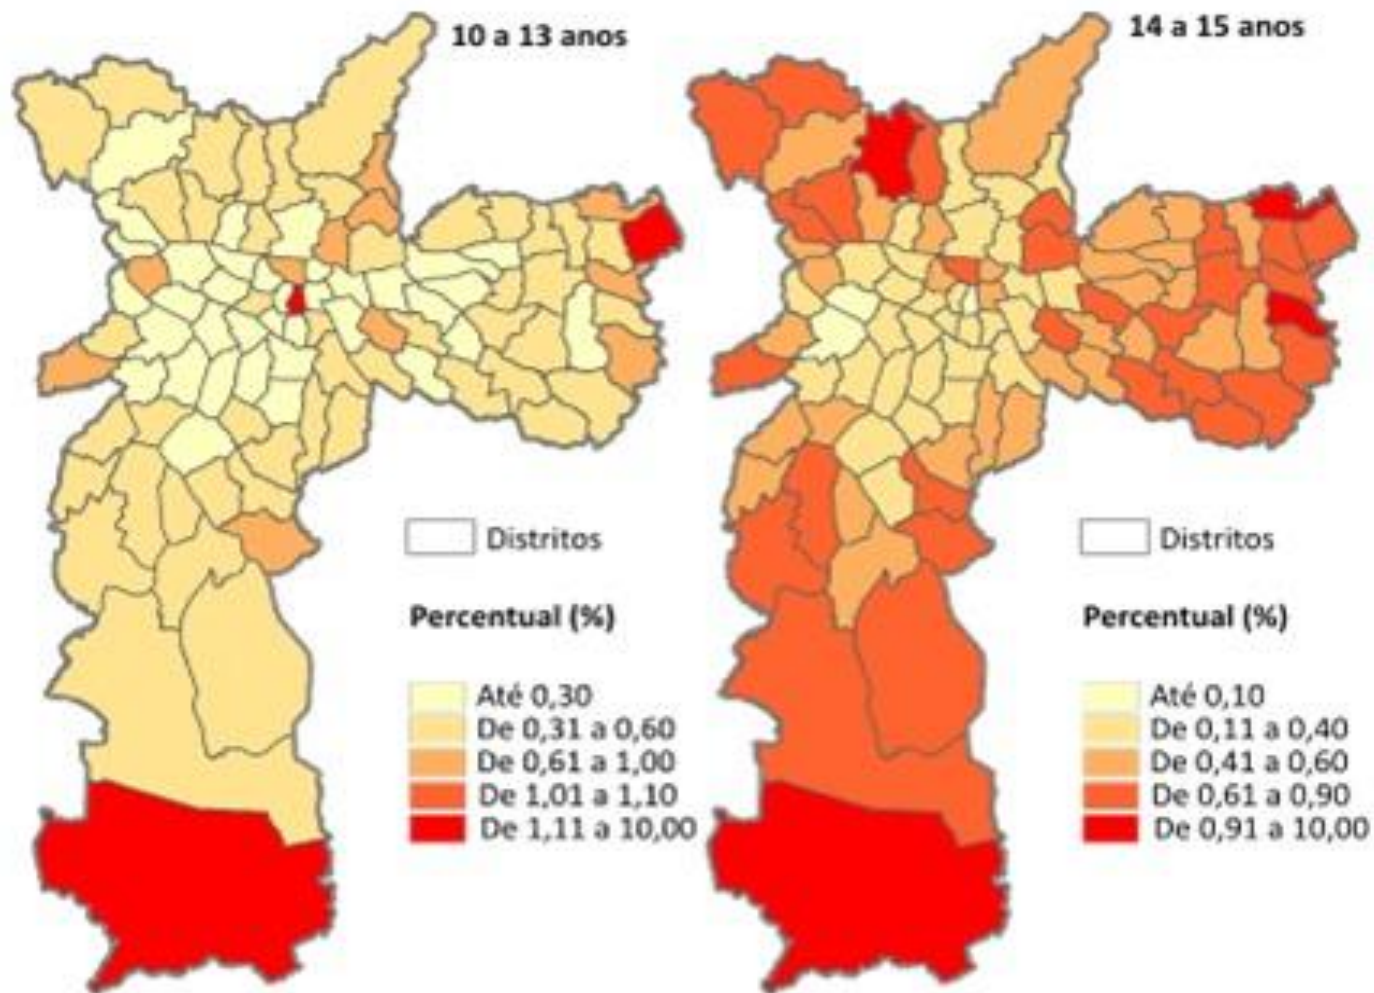 10 a 13 anos
Distritos
Percentual (%)
Até 0,30
De 0,31 a 0,60
De 0,61 a 1,00
De 1,01 a 1,10
De 1,11 a 10,00
14 a 15 anos
Distritos
Percentual (%)
Até 0,10
De 0,11 a 0,40
De 0,41 a 0,60
De 0,61 a 0,90
De 0,91 a 10,00